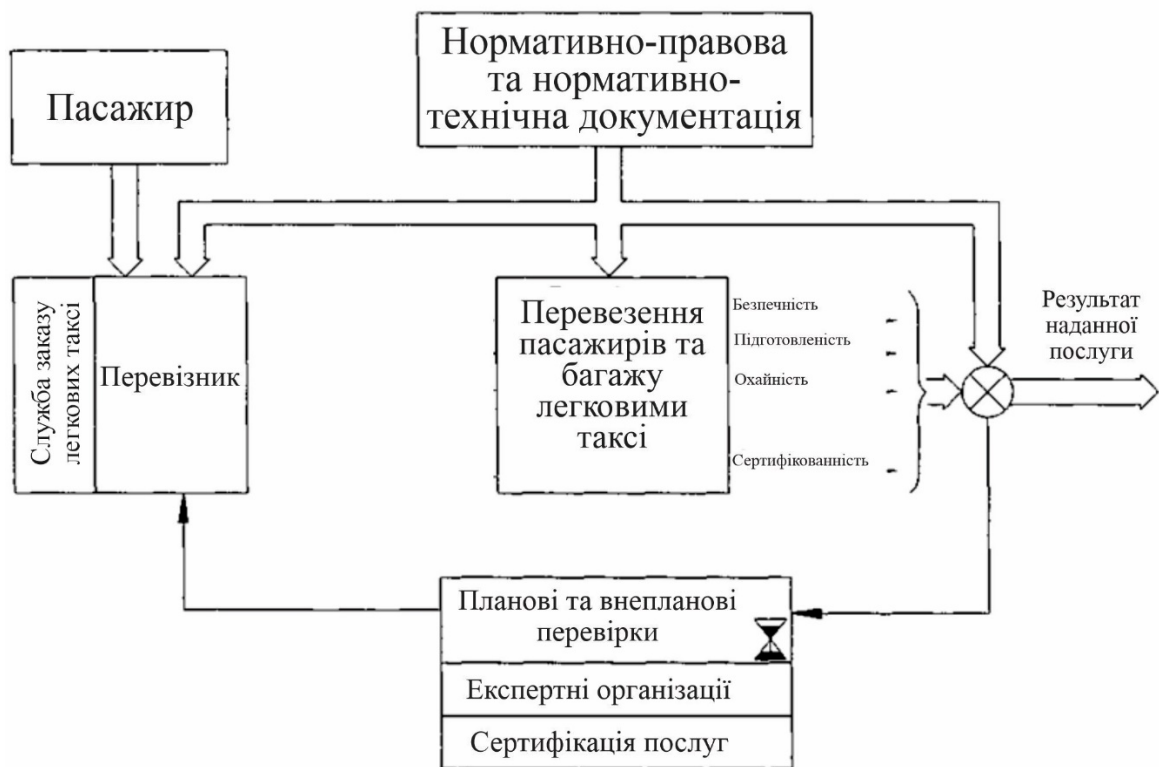 Нормативно-правова
та нормативно-
технічна документація
Пасажир
Служба заказу
легкових таксі
Перевізник
Перевезення
пасажирів та
багажу
легковими
таксі
Безпечність
Підготовленість
Охайність
Сертифікованність
Результат
наданної
послуги
Планові та внепланові
перевірки
Експертні організації
Сертифікація послуг